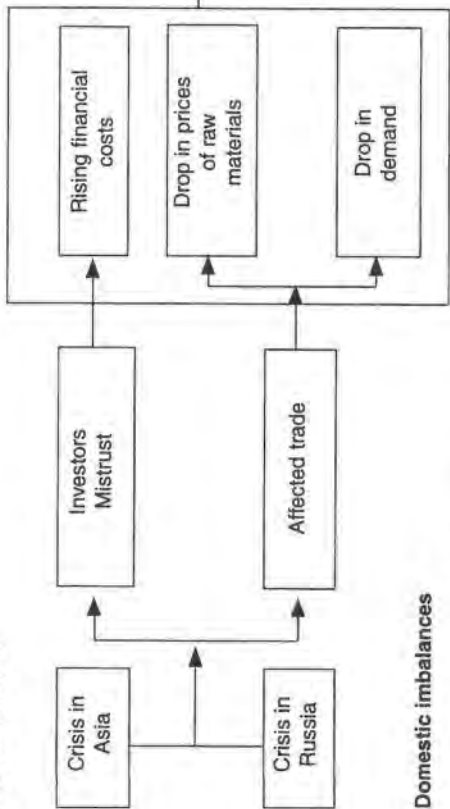 Crisis in
Asia
Crisis in
Russia
Investors
Mistrust
Affected trade
Rising financial
costs
Drop in prices
of raw
materials
Drop in
demand
Domestic imbalances